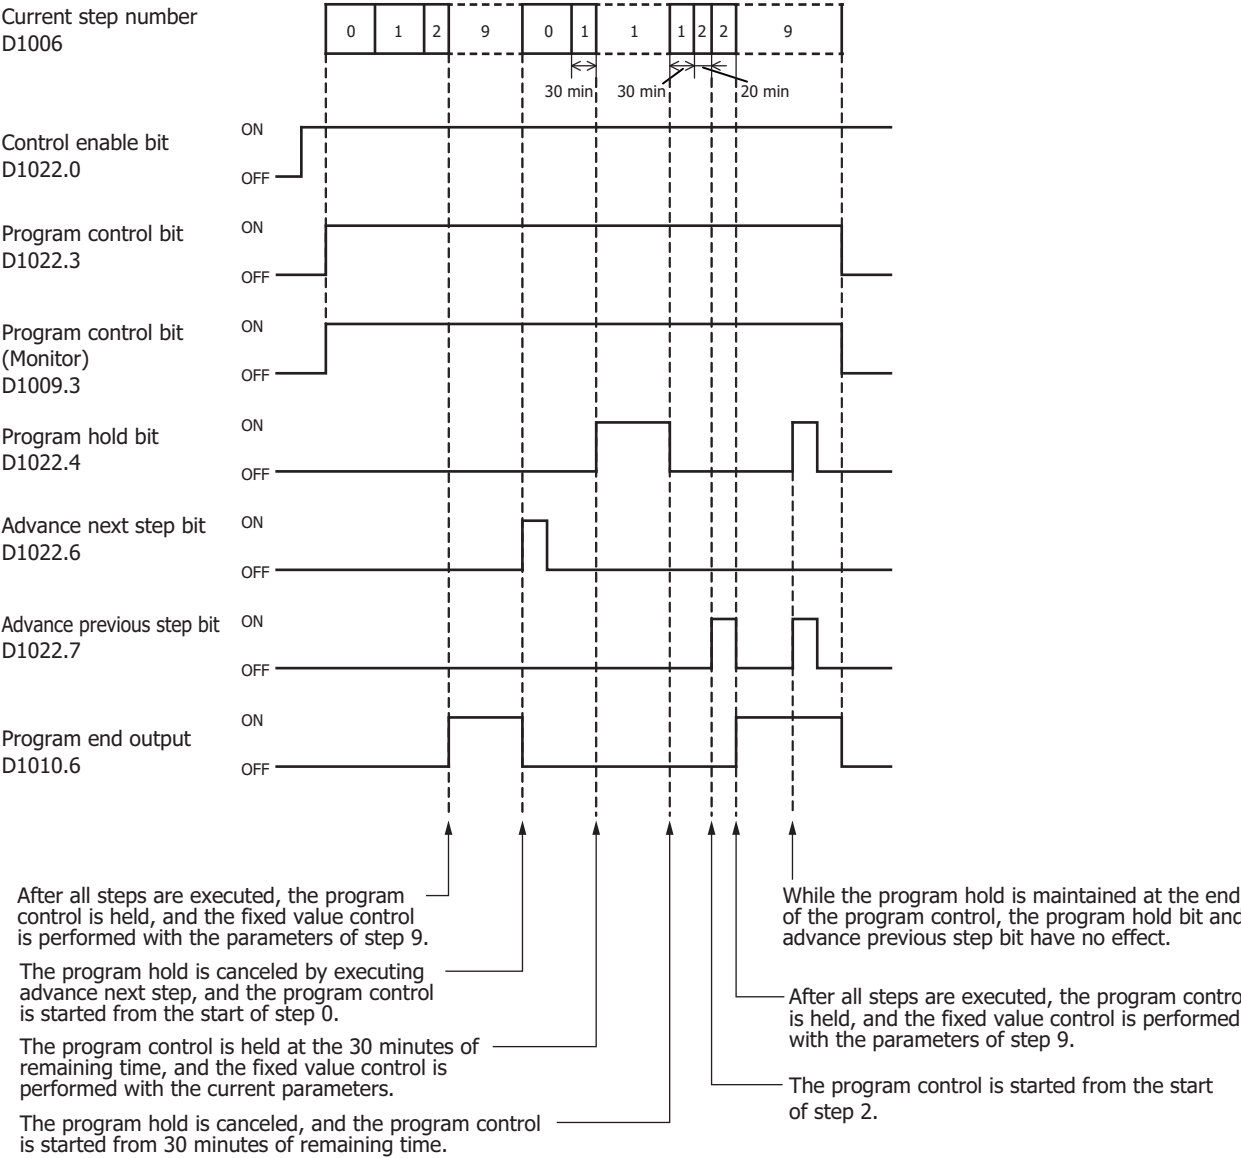 Current step number
D1006
0 1 2 9 0 1 1 1 2 2 9
30 min 30 min 20 min
Control enable bit
D1022.0
ON
OFF
Program control bit
D1022.3
ON
OFF
Program control bit
(Monitor)
D1009.3
ON
OFF
Program hold bit
D1022.4
ON
OFF
Advance next step bit
D1022.6
ON
OFF
Advance previous step bit
D1022.7
ON
OFF
Program end output
D1010.6
ON
OFF
After all steps are executed, the program
control is held, and the fixed value control
is performed with the parameters of step 9.
The program hold is canceled by executing
advance next step, and the program control
is started from the start of step 0.
The program control is held at the 30 minutes of
remaining time, and the fixed value control is
performed with the current parameters.
The program hold is canceled, and the program control
is started from 30 minutes of remaining time.
While the program hold is maintained at the end
of the program control, the program hold bit and
advance previous step bit have no effect.
After all steps are executed, the program contro
is held, and the fixed value control is performed
with the parameters of step 9.
The program control is started from the start
of step 2.